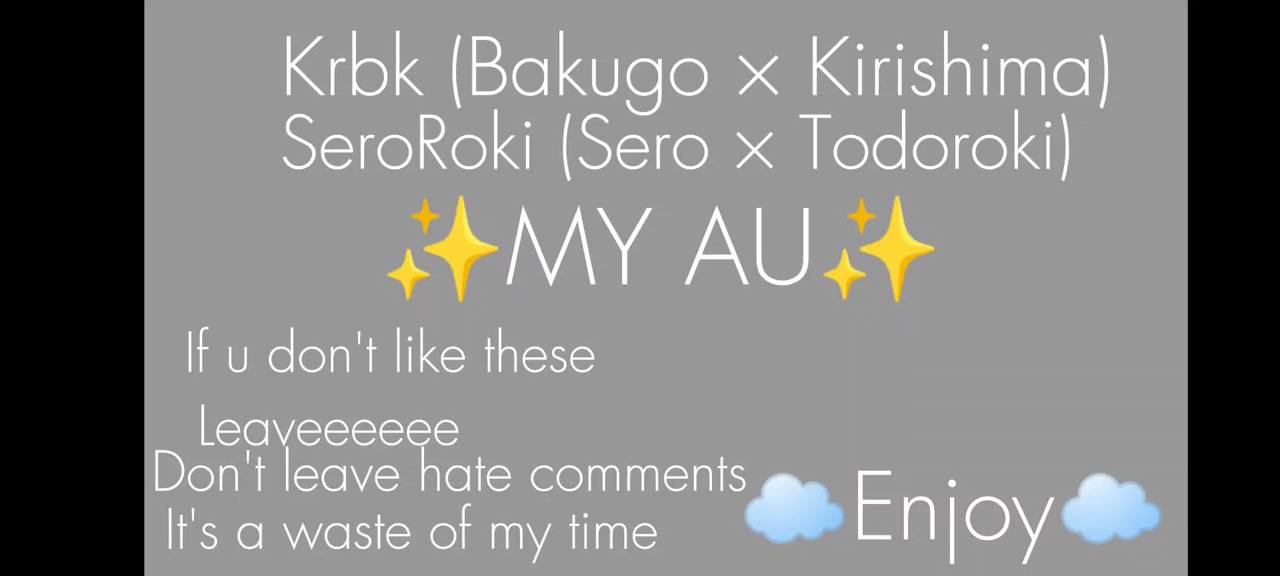 Krbk (Bakugo × Kirishima)
SeroRoki (Sero × Todoroki)
✨MY AU✨
If u don't like these
Leaveeeeee
Don't leave hate comments
It's a waste of my time
☁️Enjoy☁️